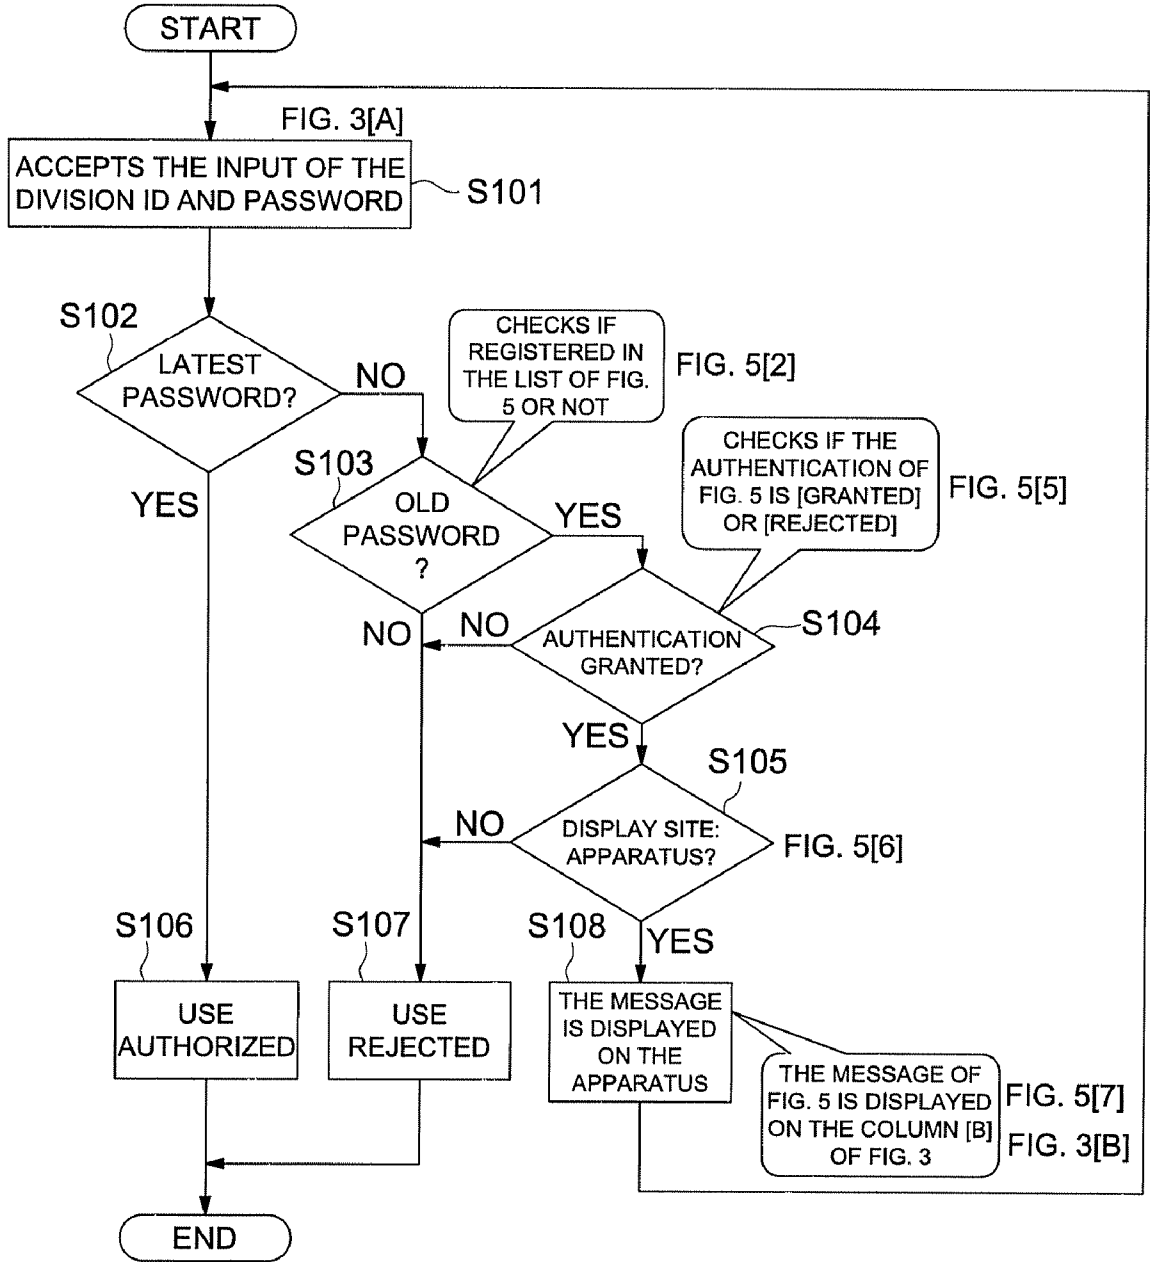 START
FIG. 3[A]
ACCEPTS THE INPUT OF THE
DIVISION ID AND PASSWORD
S101
S102
LATEST
PASSWORD?
NO
YES
CHECKS IF
REGISTERED IN
THE LIST OF FIG.
5 OR NOT
FIG. 5[2]
S103
OLD
PASSWORD
?
YES
NO
CHECKS IF THE
AUTHENTICATION OF
FIG. 5 IS [GRANTED]
OR [REJECTED]
FIG. 5[5]
S104
AUTHENTICATION
GRANTED?
NO
YES
S105
DISPLAY SITE:
APPARATUS?
FIG. 5[6]
NO
YES
S106
USE
AUTHORIZED
S107
USE
REJECTED
S108
THE MESSAGE
IS DISPLAYED
ON THE
APPARATUS
THE MESSAGE OF
FIG. 5 IS DISPLAYED
ON THE COLUMN [B]
OF FIG. 3
FIG. 5[7]
FIG. 3[B]
END